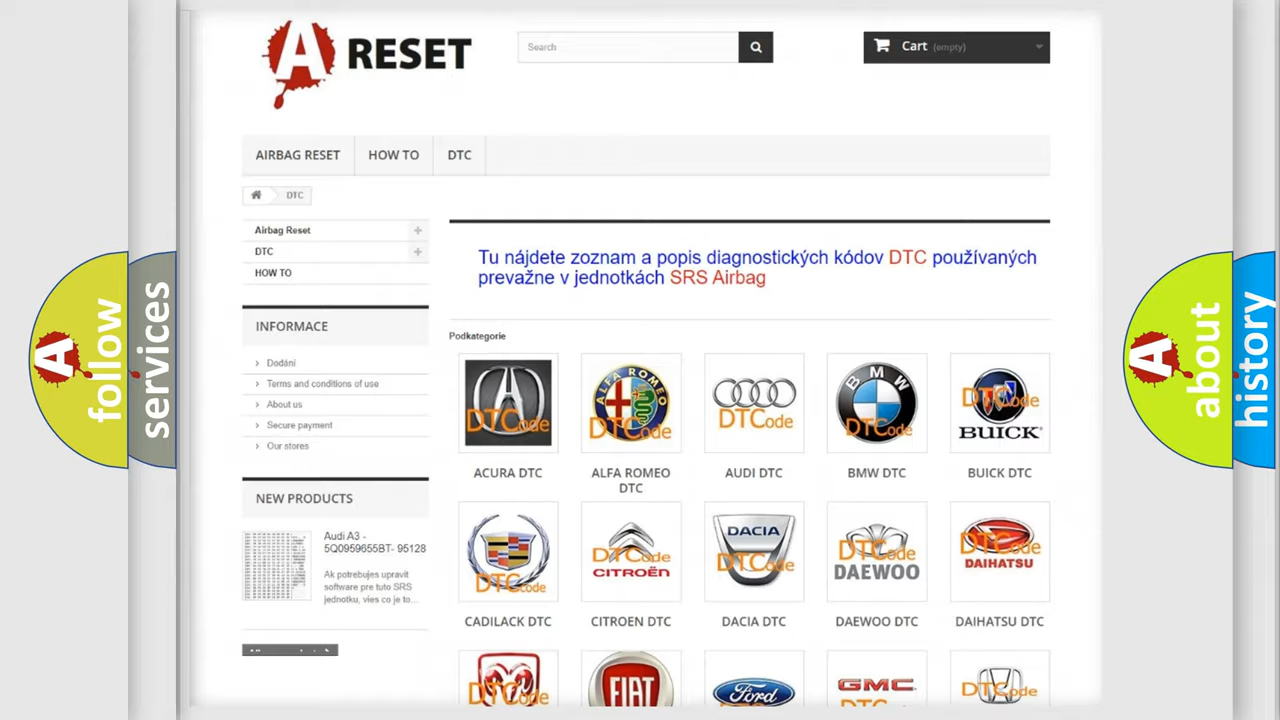 A RESET
Search
Cart (empty)
AIRBAG RESET
HOW TO
DTC
DTC
Airbag Reset
DTC
HOW TO
INFORMACE
Dodání
Terms and conditions of use
About us
Secure payment
Our stores
NEW PRODUCTS
Audi A3 -
5Q0959655BT- 95128
Ak potrebujes upravit
software pre tuto SRS
jednotku, vies co je to...
Tu nájdete zoznam a popis diagnostických kódov DTC používaných
prevažne v jednotkách SRS Airbag
Podkategorie
DTCode
ALFA ROMEO
DTCode
DTCode
BMW
DTCode
DTCode
BUICK
ACURA DTC
ALFA ROMEO
DTC
AUDI DTC
BMW DTC
BUICK DTC
DTCode
DTCode
CITROËN
DACIA
DTCode
DTCode
DAEWOO
DTCode
DAIHATSU
CADILACK DTC
CITROEN DTC
DACIA DTC
DAEWOO DTC
DAIHATSU DTC
DTCode
FIAT
Ford
GMC
DTCode
A follow
services
A about
history